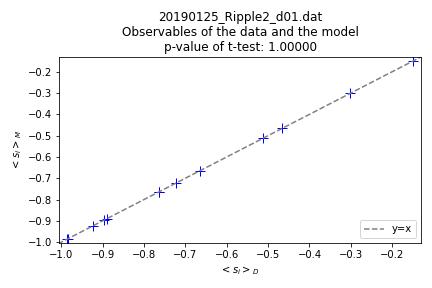 20190125_Ripple2_d01.dat
Observables of the data and the model
p-value of t-test: 1.00000
< s_i >_M
−0.2
−0.3
−0.4
−0.5
−0.6
−0.7
−0.8
−0.9
−1.0
y=x
−1.0 −0.9 −0.8 −0.7 −0.6 −0.5 −0.4 −0.3 −0.2
< s_i >_D